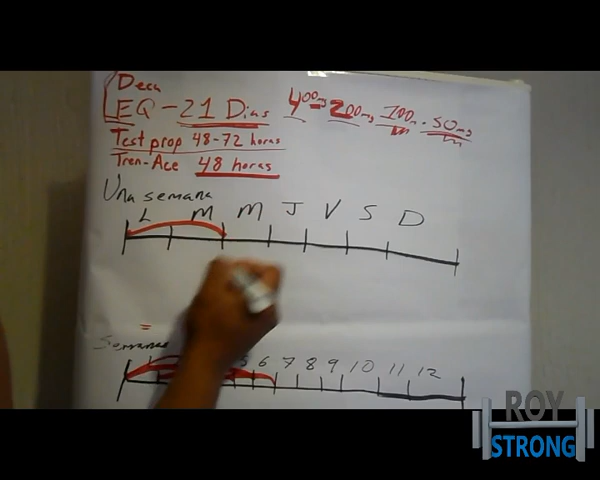 Deca
EQ - 21 Dias 400mg 200mg 100mg 50mg
Test prop 48-72 horas
Tren-Ace 48 horas
Una semana
L M M J V S D
=
Semanas
6 7 8 9 10 11 12
ROY
STRONG